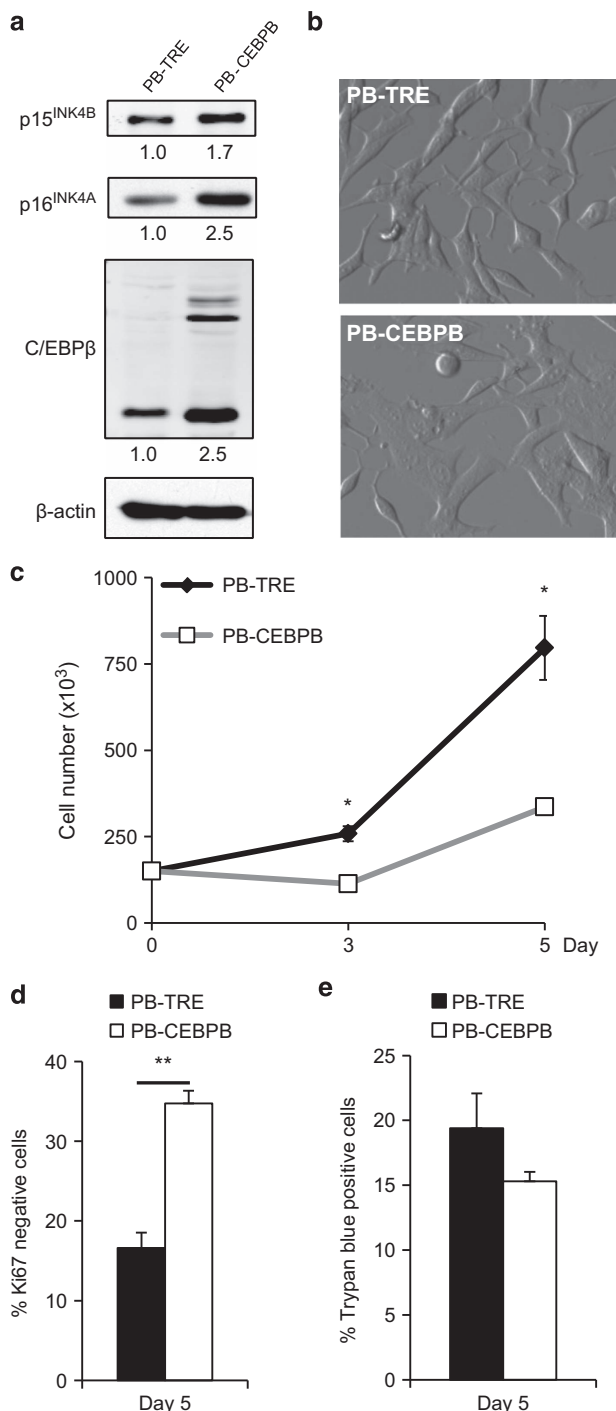 a
PB-TRE
PB-CEBPB
p15INK4B
1.0 1.7
p16INK4A
1.0 2.5
C/EBPβ
1.0 2.5
β-actin
b
PB-TRE
PB-CEBPB
c
Cell number (x10³)
1000
750
500
250
0
PB-TRE
PB-CEBPB
*
*
0 3 5 Day
d
PB-TRE
PB-CEBPB
% Ki67 negative cells
40
30
20
10
0
**
Day 5
e
PB-TRE
PB-CEBPB
% Trypan blue positive cells
25
20
15
10
5
0
Day 5